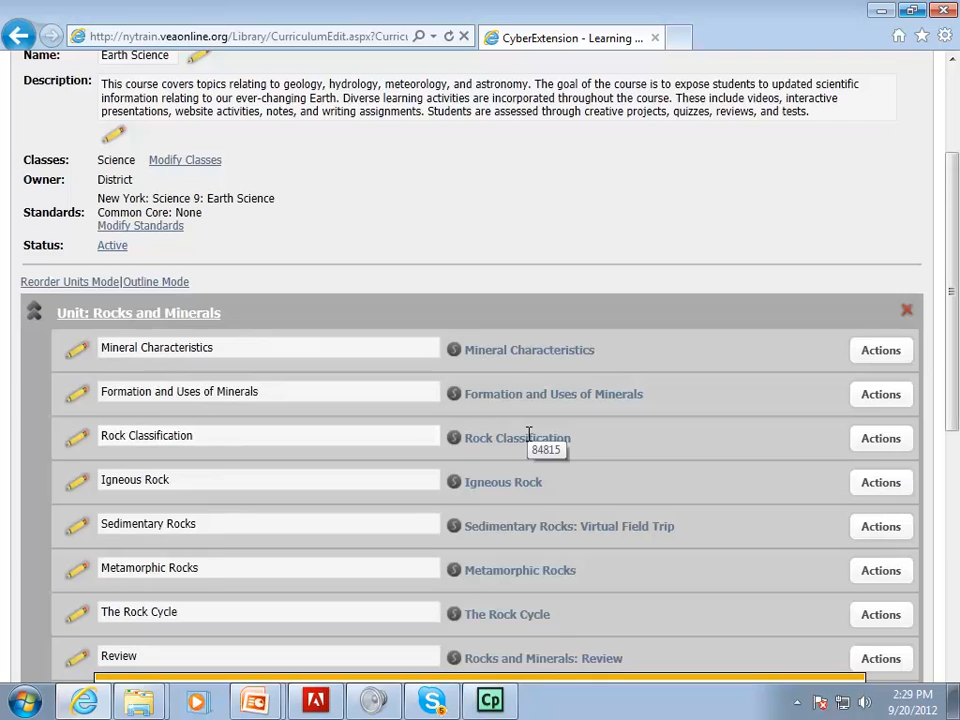 http://nytrain.veaonline.org/Library/CurriculumEdit.aspx?Curric
CyberExtension - Learning ...
Name: Earth Science
Description: This course covers topics relating to geology, hydrology, meteorology, and astronomy. The goal of the course is to expose students to updated scientific
information relating to our ever-changing Earth. Diverse learning activities are incorporated throughout the course. These include videos, interactive
presentations, website activities, notes, and writing assignments. Students are assessed through creative projects, quizzes, reviews, and tests.
Classes: Science Modify Classes
Owner: District
New York: Science 9: Earth Science
Standards: Common Core: None
Modify Standards
Status: Active
Reorder Units Mode|Outline Mode
Unit: Rocks and Minerals
Mineral Characteristics S Mineral Characteristics Actions
Formation and Uses of Minerals S Formation and Uses of Minerals Actions
Rock Classification S Rock Classification Actions
84815
Igneous Rock S Igneous Rock Actions
Sedimentary Rocks S Sedimentary Rocks: Virtual Field Trip Actions
Metamorphic Rocks S Metamorphic Rocks Actions
The Rock Cycle S The Rock Cycle Actions
Review S Rocks and Minerals: Review Actions
Cp
2:29 PM
9/20/2012